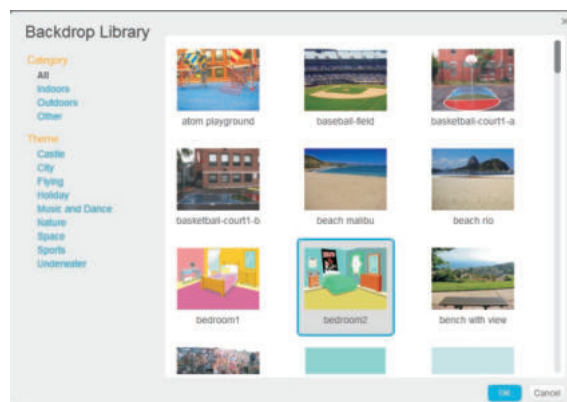 Backdrop Library
×
Category
All
Indoors
Outdoors
Other
Theme
Castle
City
Flying
Holiday
Music and Dance
Nature
Space
Sports
Underwater
atom playground
baseball-field
basketball-court1-a
basketball-court1-b
beach malibu
beach rio
bedroom1
bedroom2
bench with view
OK
Cancel